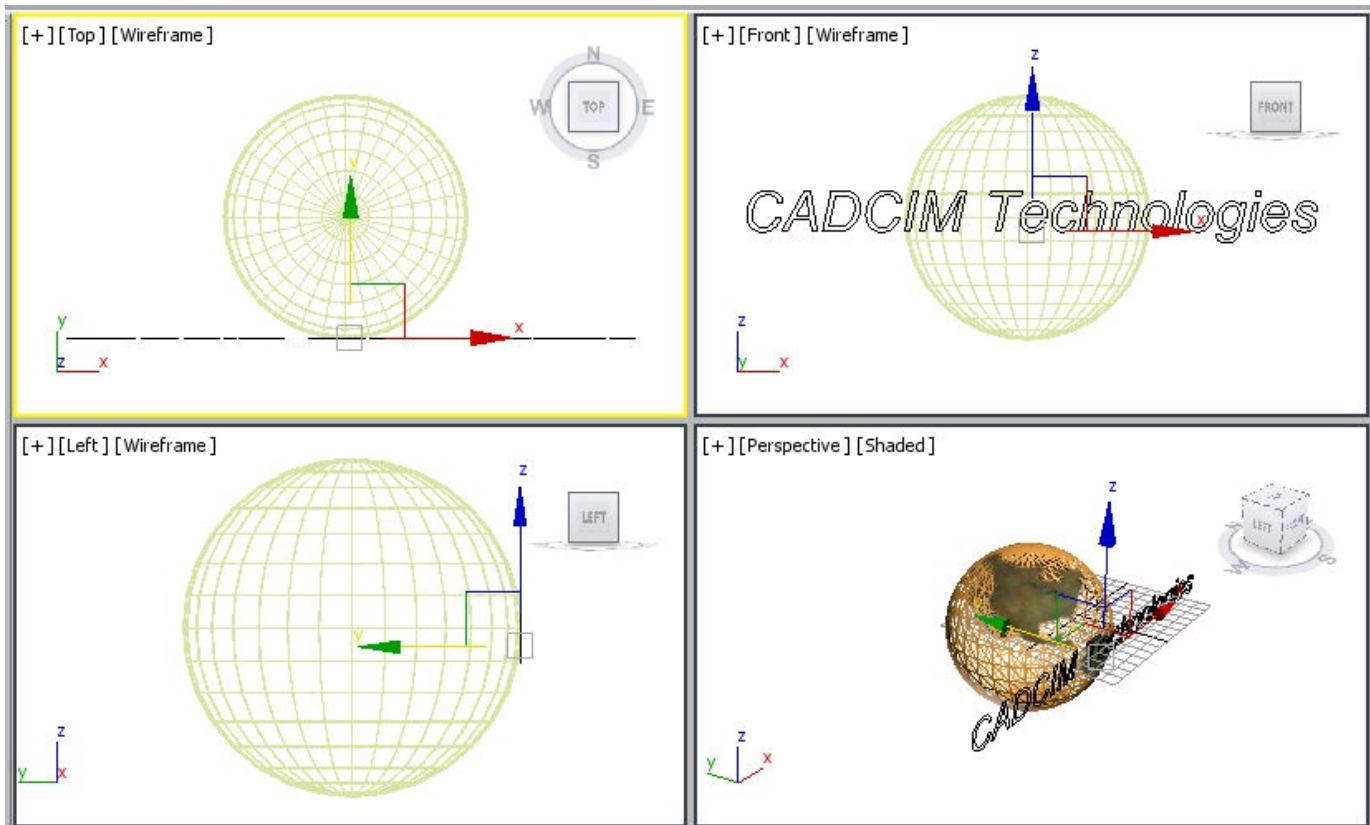 [+] [Top] [Wireframe]
N
W
TOP
E
S
y
x
y
z
x
[+] [Front] [Wireframe]
z
FRONT
CADCIM Technologies
x
z
y
x
[+] [Left] [Wireframe]
z
LEFT
y
z
y
x
[+] [Perspective] [Shaded]
z
LEFT
W
S
CADCIM
z
y
x